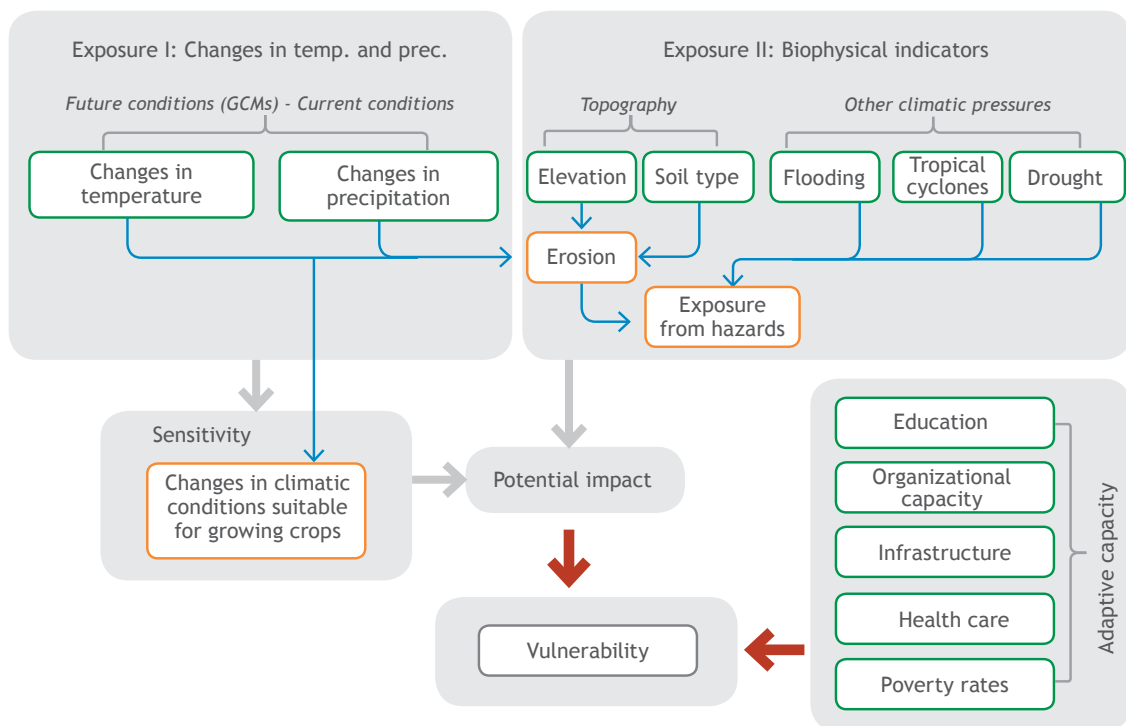 Exposure I: Changes in temp. and prec.
Future conditions (GCMs) - Current conditions
Changes in
temperature
Changes in
precipitation
Exposure II: Biophysical indicators
Topography
Other climatic pressures
Elevation
Soil type
Flooding
Tropical
cyclones
Drought
Erosion
Exposure
from hazards
Sensitivity
Changes in climatic
conditions suitable
for growing crops
Potential impact
Vulnerability
Education
Organizational
capacity
Infrastructure
Health care
Poverty rates
Adaptive capacity